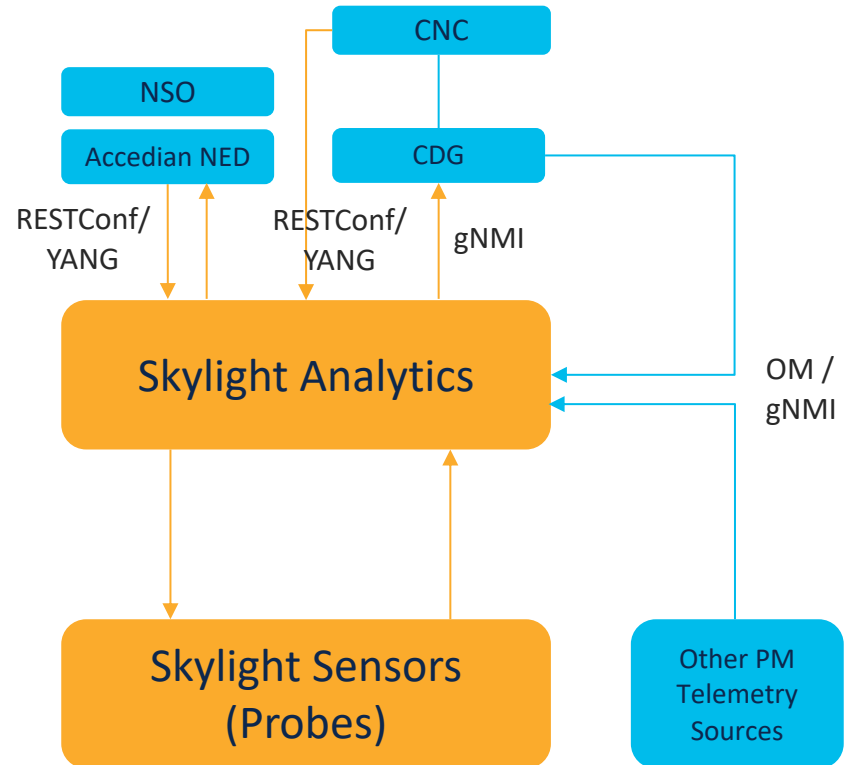 CNC
NSO
Accedian NED
CDG
RESTConf/
YANG
RESTConf/
YANG
gNMI
Skylight Analytics
OM /
gNMI
Skylight Sensors
(Probes)
Other PM
Telemetry
Sources